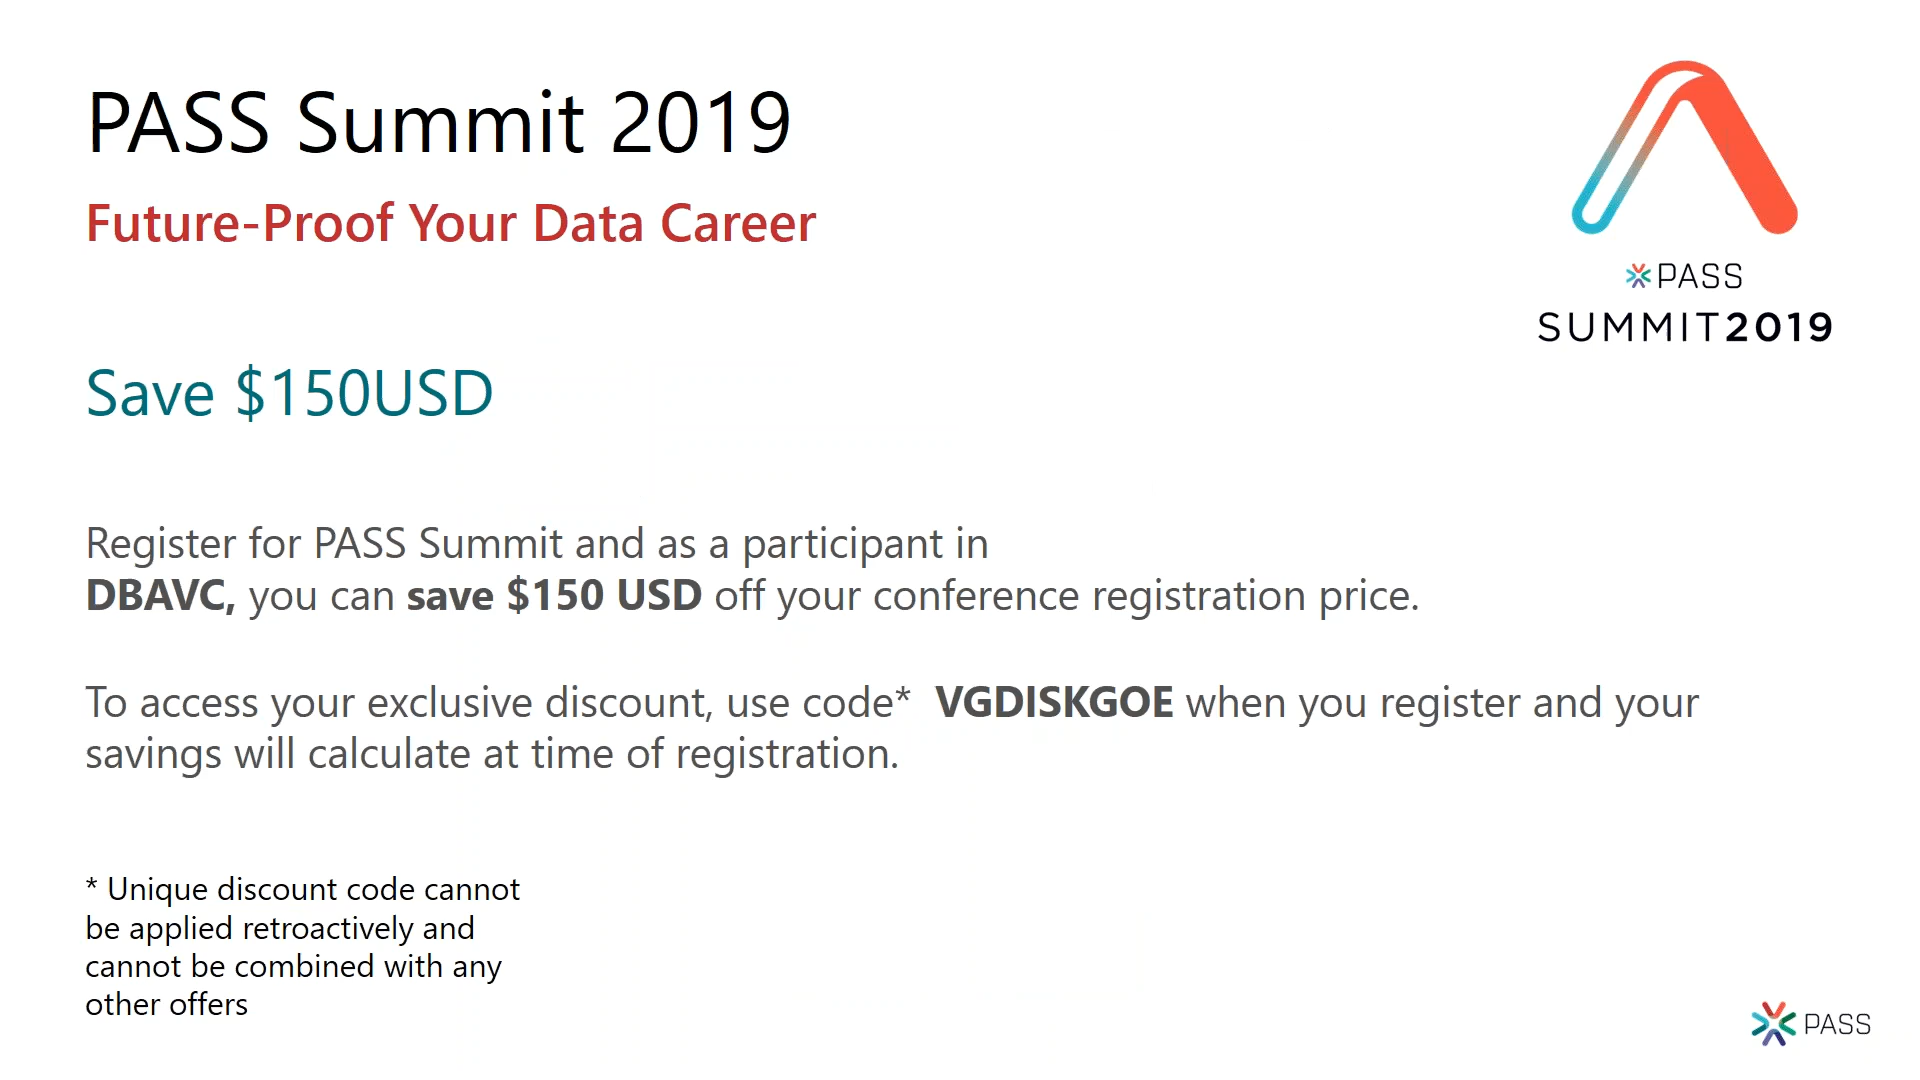 PASS Summit 2019
Future-Proof Your Data Career
PASS
SUMMIT2019
Save $150USD
Register for PASS Summit and as a participant in
DBAVC, you can save $150 USD off your conference registration price.
To access your exclusive discount, use code*  VGDISKGOE when you register and your
savings will calculate at time of registration.
* Unique discount code cannot
be applied retroactively and
cannot be combined with any
other offers
PASS